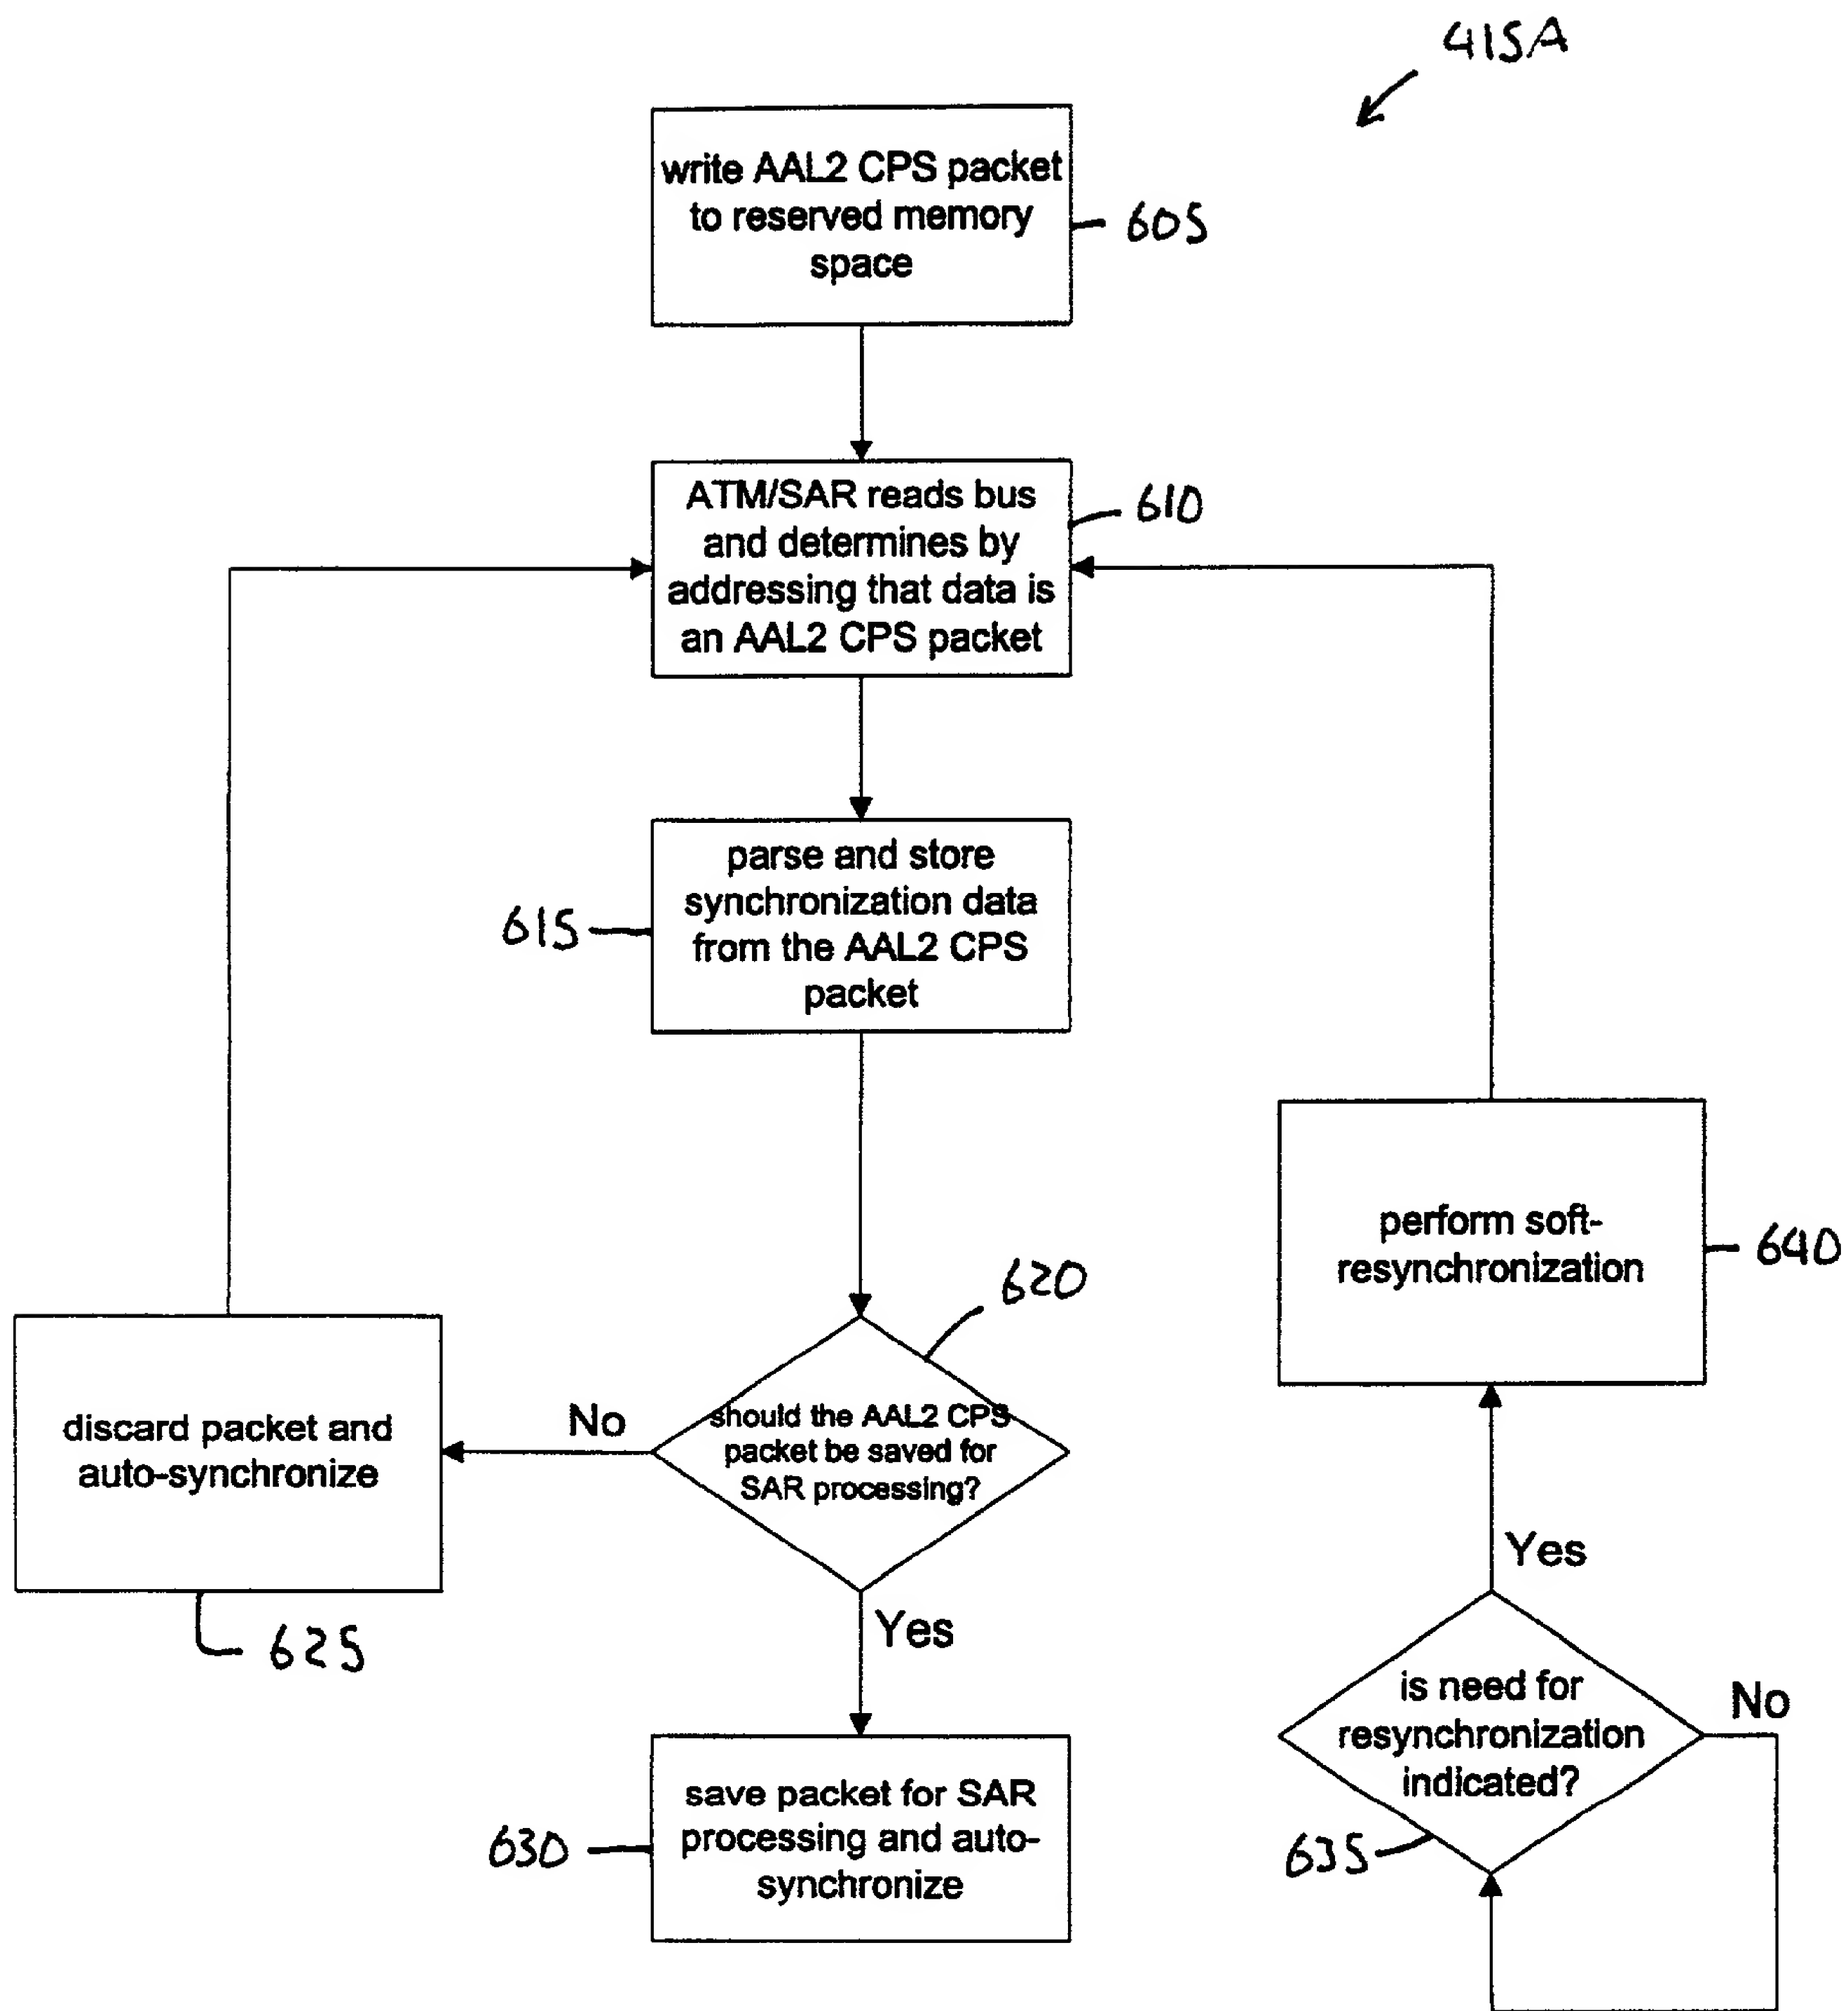 415A
write AAL2 CPS packet
to reserved memory
space
605
ATM/SAR reads bus
and determines by
addressing that data is
an AAL2 CPS packet
610
parse and store
synchronization data
from the AAL2 CPS
packet
615
620
should the AAL2 CPS
packet be saved for
SAR processing?
No
discard packet and
auto-synchronize
625
Yes
save packet for SAR
processing and auto-
synchronize
630
perform soft-
resynchronization
640
Yes
is need for
resynchronization
indicated?
No
635